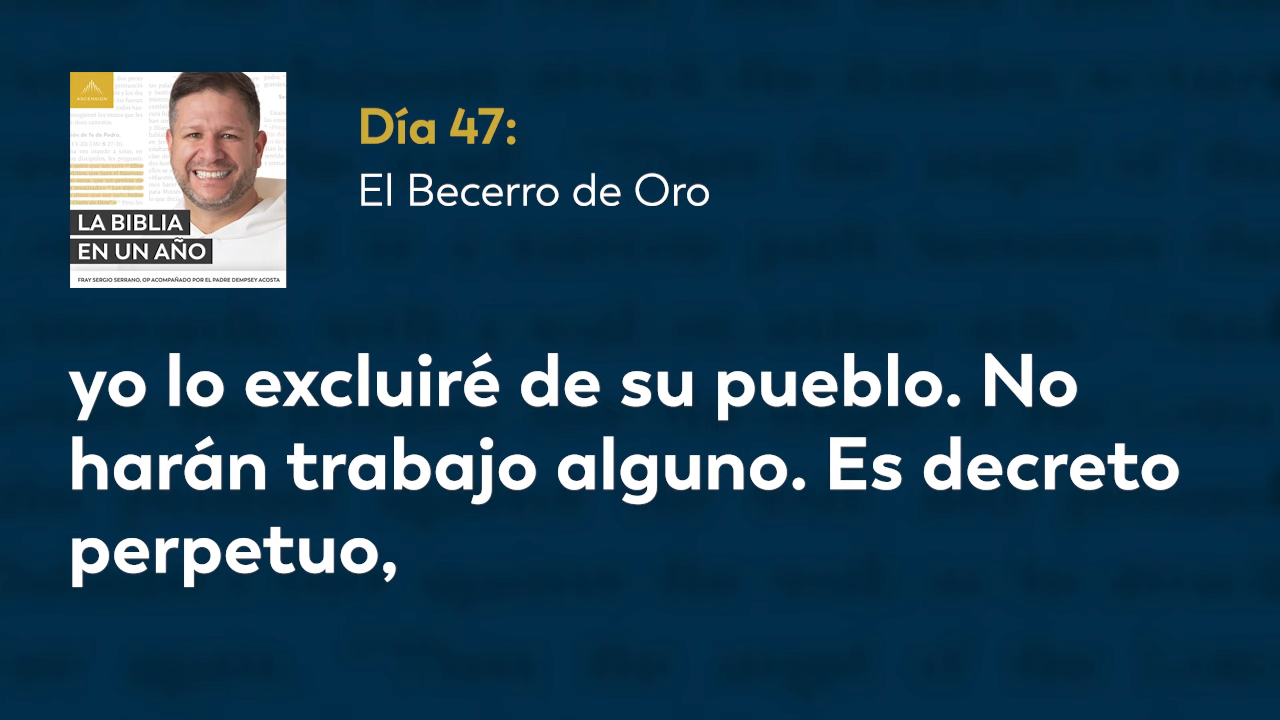 ASCENSION
LA BIBLIA
EN UN AÑO
FRAY SERGIO SERRANO, OP ACOMPAÑADO POR EL PADRE DEMPSEY ACOSTA
Día 47:
El Becerro de Oro
yo lo excluiré de su pueblo. No
harán trabajo alguno. Es decreto
perpetuo,